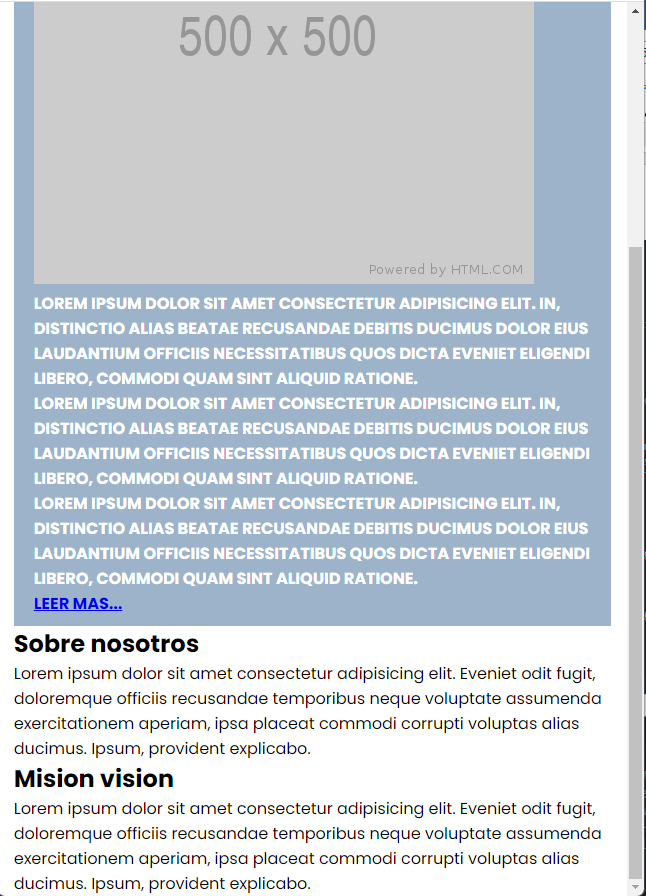 500 x 500
Powered by HTML.COM
LOREM IPSUM DOLOR SIT AMET CONSECTETUR ADIPISICING ELIT. IN,
DISTINCTIO ALIAS BEATAE RECUSANDAE DEBITIS DUCIMUS DOLOR EIUS
LAUDANTIUM OFFICIIS NECESSITATIBUS QUOS DICTA EVENIET ELIGENDI
LIBERO, COMMODI QUAM SINT ALIQUID RATIONE.
LOREM IPSUM DOLOR SIT AMET CONSECTETUR ADIPISICING ELIT. IN,
DISTINCTIO ALIAS BEATAE RECUSANDAE DEBITIS DUCIMUS DOLOR EIUS
LAUDANTIUM OFFICIIS NECESSITATIBUS QUOS DICTA EVENIET ELIGENDI
LIBERO, COMMODI QUAM SINT ALIQUID RATIONE.
LOREM IPSUM DOLOR SIT AMET CONSECTETUR ADIPISICING ELIT. IN,
DISTINCTIO ALIAS BEATAE RECUSANDAE DEBITIS DUCIMUS DOLOR EIUS
LAUDANTIUM OFFICIIS NECESSITATIBUS QUOS DICTA EVENIET ELIGENDI
LIBERO, COMMODI QUAM SINT ALIQUID RATIONE.
LEER MAS...
Sobre nosotros
Lorem ipsum dolor sit amet consectetur adipisicing elit. Eveniet odit fugit,
doloremque officiis recusandae temporibus neque voluptate assumenda
exercitationem aperiam, ipsa placeat commodi corrupti voluptas alias
ducimus. Ipsum, provident explicabo.
Mision vision
Lorem ipsum dolor sit amet consectetur adipisicing elit. Eveniet odit fugit,
doloremque officiis recusandae temporibus neque voluptate assumenda
exercitationem aperiam, ipsa placeat commodi corrupti voluptas alias
ducimus. Ipsum, provident explicabo.